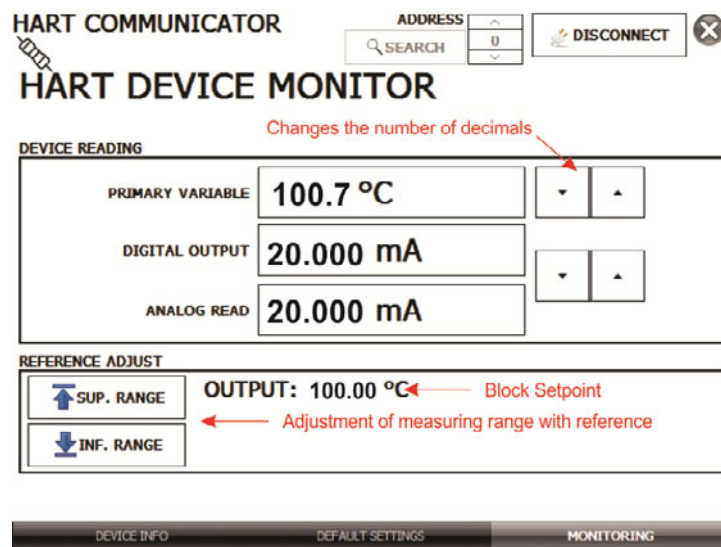 HART COMMUNICATOR
ADDRESS
SEARCH
0
DISCONNECT
HART DEVICE MONITOR
Changes the number of decimals
DEVICE READING
PRIMARY VARIABLE 100.7 ºC
DIGITAL OUTPUT 20.000 mA
ANALOG READ 20.000 mA
REFERENCE ADJUST
SUP. RANGE OUTPUT: 100.00 ºC Block Setpoint
Adjustment of measuring range with reference
INF. RANGE
DEVICE INFO DEFAULT SETTINGS MONITORING